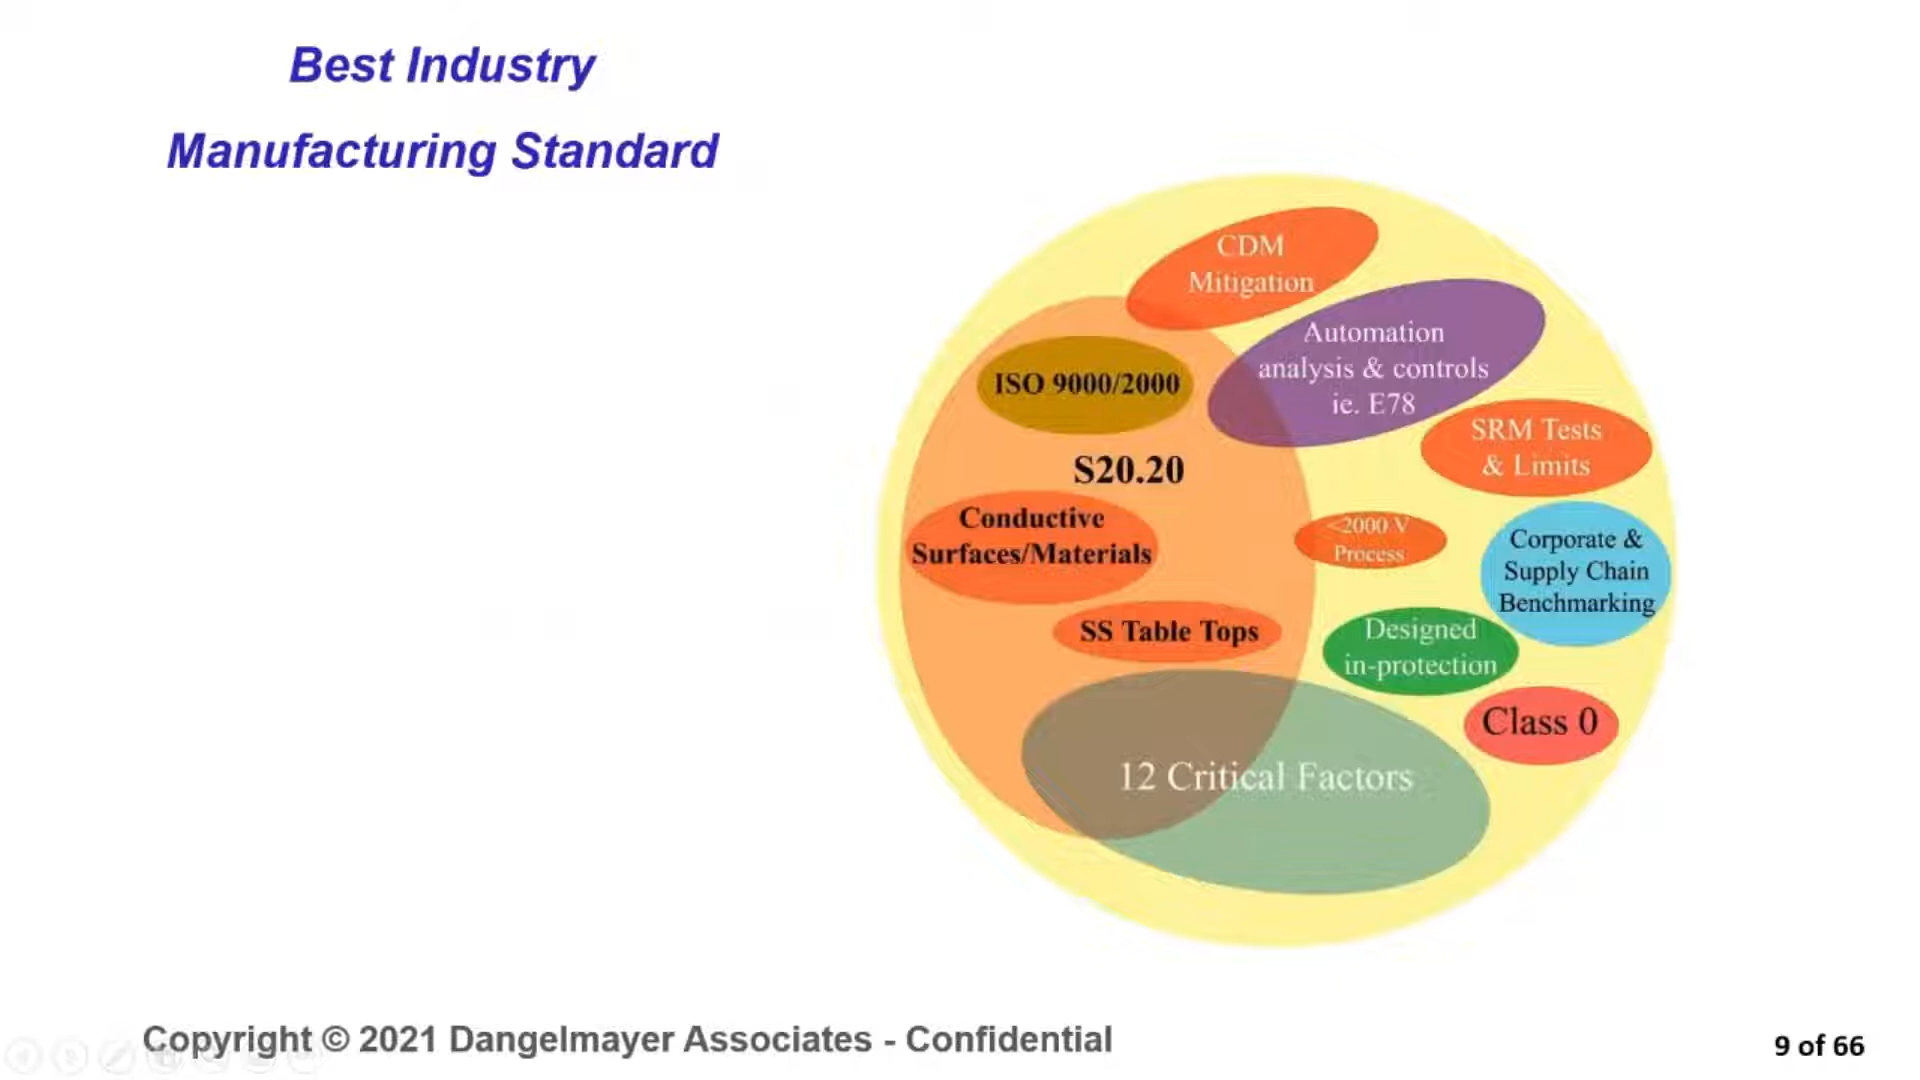 Best Industry
Manufacturing Standard
CDM
Mitigation
Automation
analysis & controls
ie. E78
ISO 9000/2000
SRM Tests
& Limits
S20.20
Conductive
Surfaces/Materials
<2000 V
Process
Corporate &
Supply Chain
Benchmarking
SS Table Tops
Designed
in-protection
Class 0
12 Critical Factors
Copyright © 2021 Dangelmayer Associates - Confidential
9 of 66